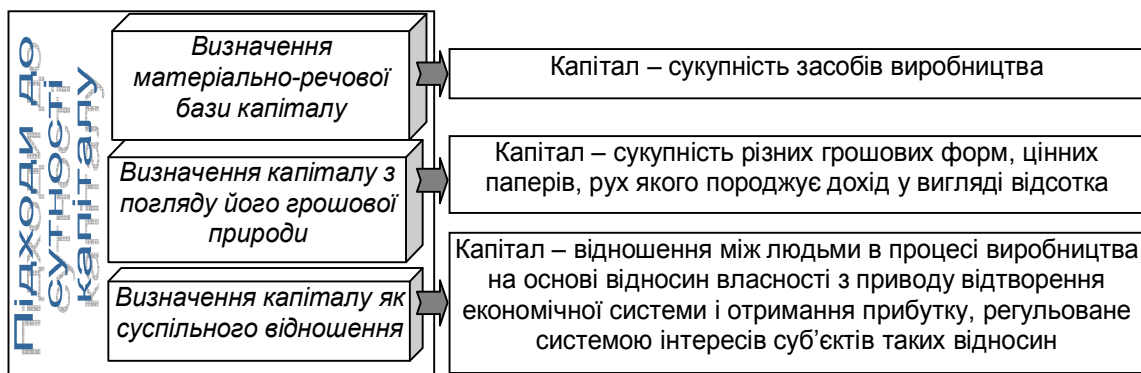 Підходи до
сутності
капіталу
Визначення
матеріально-речової
бази капіталу
Капітал – сукупність засобів виробництва
Визначення капіталу з
погляду його грошової
природи
Капітал – сукупність різних грошових форм, цінних
паперів, рух якого породжує дохід у вигляді відсотка
Визначення капіталу як
суспільного відношення
Капітал – відношення між людьми в процесі виробництва
на основі відносин власності з приводу відтворення
економічної системи і отримання прибутку, регульоване
системою інтересів суб’єктів таких відносин